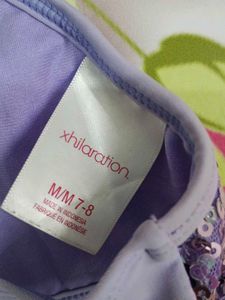 xhilaration
M/M 7-8
MADE IN INDONESIA
FABRIQUÉ EN INDONÉSIE